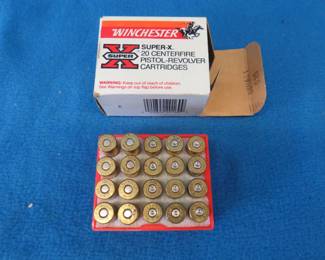 WINCHESTER
X
SUPER
SUPER-X.
20 CENTERFIRE
PISTOL-REVOLVER
CARTRIDGES
WARNING: Keep out of reach of children.
See Warnings on top flap before use.